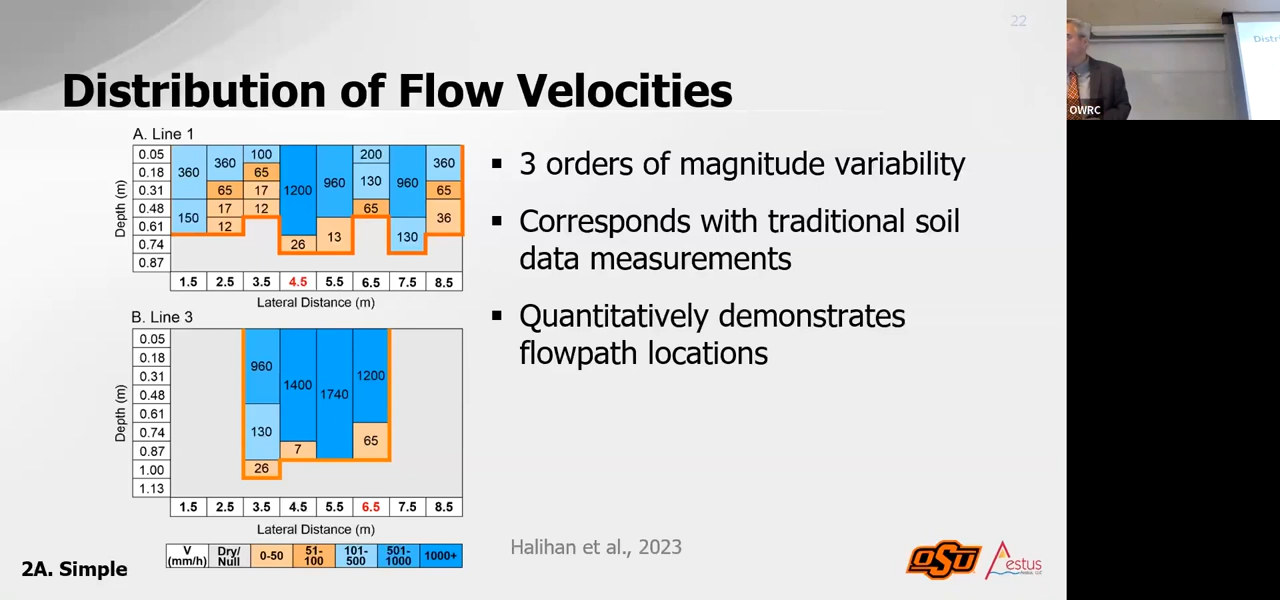 22
Distri
OWRC
Distribution of Flow Velocities
A. Line 1
Depth (m)
0.05 360 360 100 1200 960 200 960 360
0.18 65 130
0.31 65 17 65
0.48 150 17 12 65 36
0.61 12 13 130
0.74 26
0.87
1.5 2.5 3.5 4.5 5.5 6.5 7.5 8.5
Lateral Distance (m)
B. Line 3
Depth (m)
0.05 960 1400 1740 1200
0.18
0.31
0.48
0.61 130
0.74 65
0.87 7
1.00 26
1.13
1.5 2.5 3.5 4.5 5.5 6.5 7.5 8.5
Lateral Distance (m)
V (mm/h) Dry/ Null 0-50 51-100 101-500 501-1000 1000+
▪ 3 orders of magnitude variability
▪ Corresponds with traditional soil
data measurements
▪ Quantitatively demonstrates
flowpath locations
Halihan et al., 2023
2A. Simple
OSU
Aestus